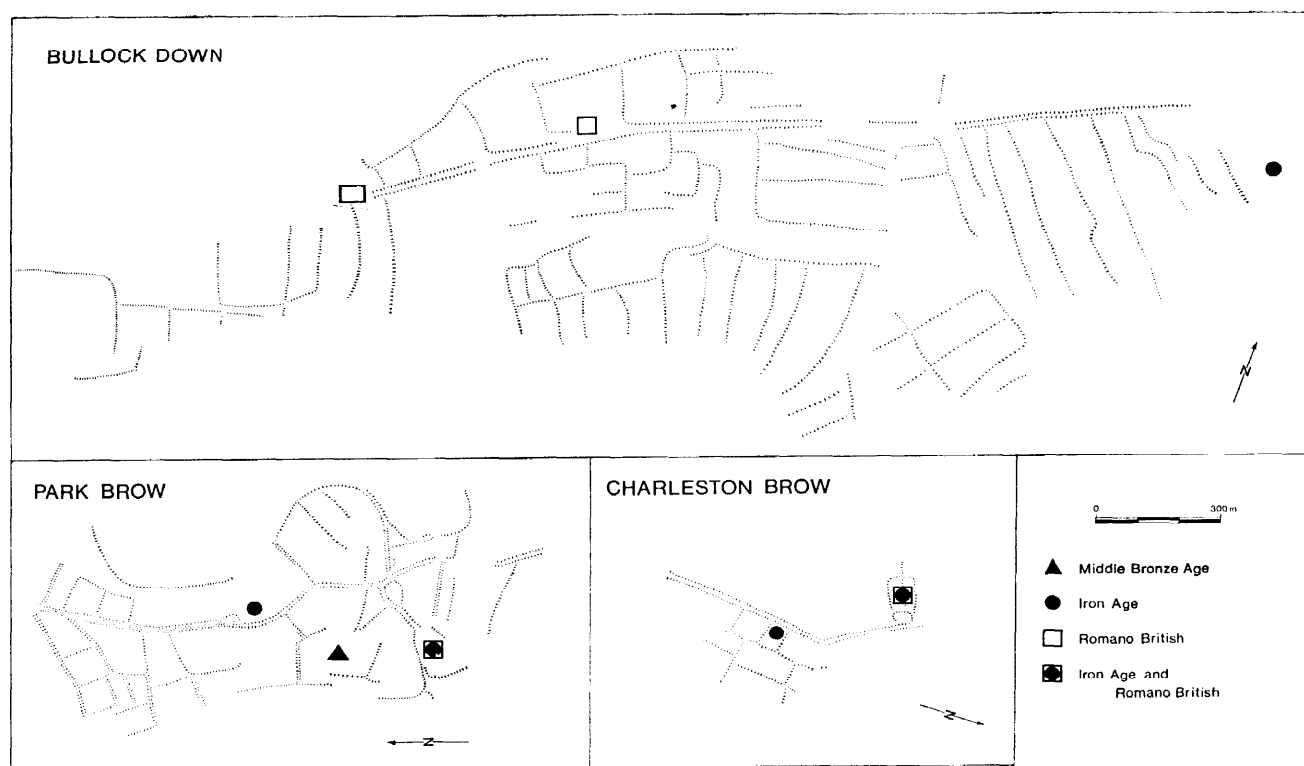 BULLOCK DOWN
N
PARK BROW
N
CHARLESTON BROW
N
0 300 m
Middle Bronze Age
Iron Age
Romano British
Iron Age and
Romano British